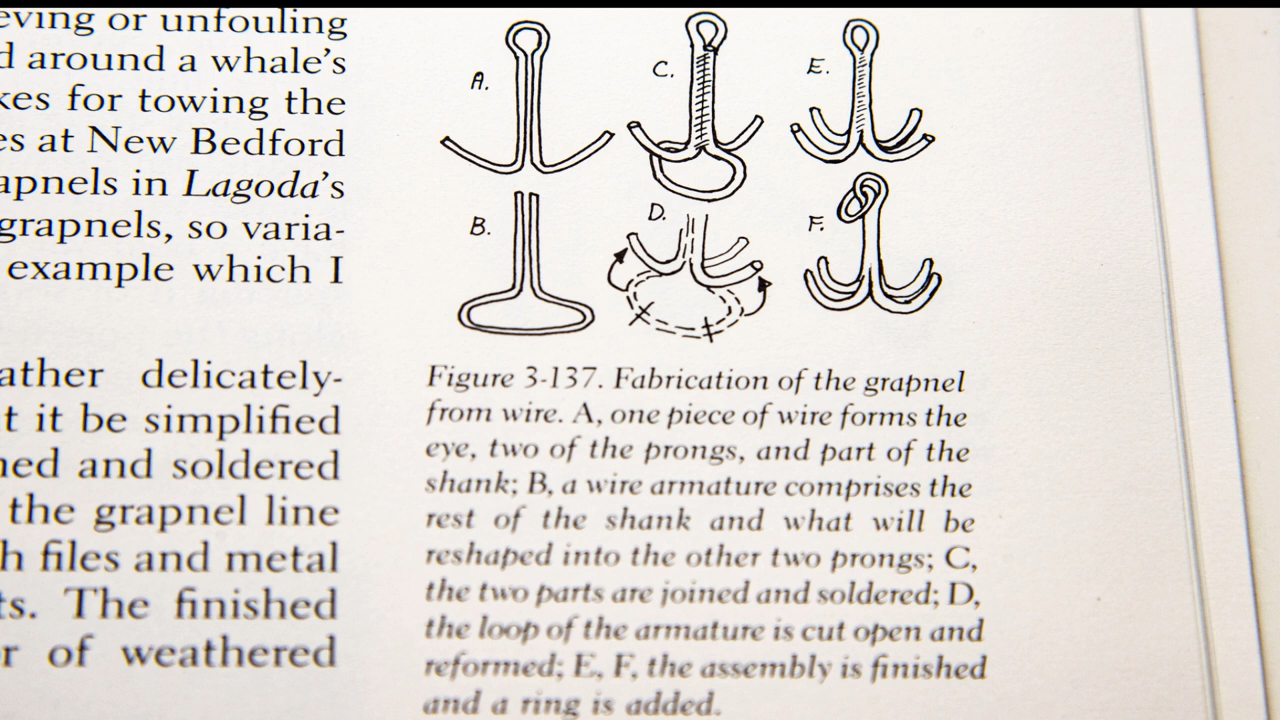 eving or unfouling
d around a whale's
kes for towing the
es at New Bedford
apnels in Lagoda's
grapnels, so varia-
example which I
ather delicately-
t it be simplified
ned and soldered
the grapnel line
h files and metal
ts. The finished
r of weathered
A.
C.
E.
B.
D.
F.
Figure 3-137. Fabrication of the grapnel
from wire. A, one piece of wire forms the
eye, two of the prongs, and part of the
shank; B, a wire armature comprises the
rest of the shank and what will be
reshaped into the other two prongs; C,
the two parts are joined and soldered; D,
the loop of the armature is cut open and
reformed; E, F, the assembly is finished
and a ring is added.